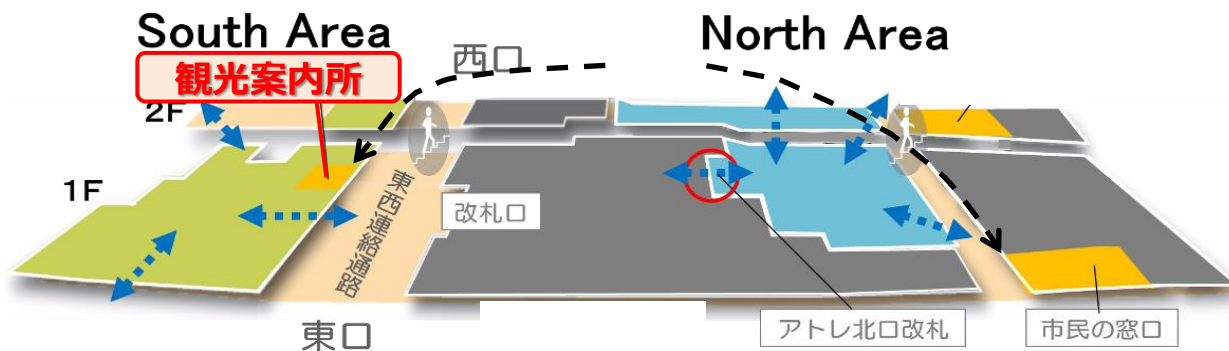 South Area
North Area
西口
観光案内所
2F
1F
東西連絡通路
改札口
東口
アトレ北口改札
市民の窓口